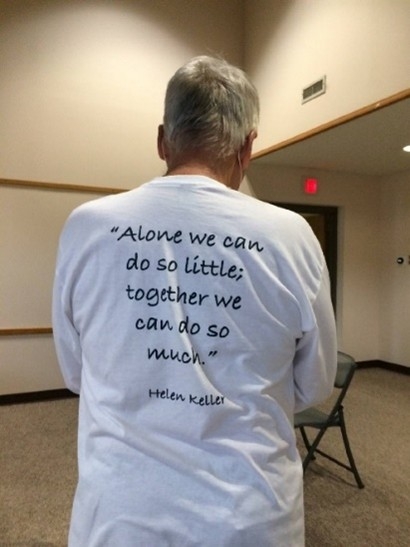 "Alone we can
do so little;
together we
can do so
much."
Helen Keller